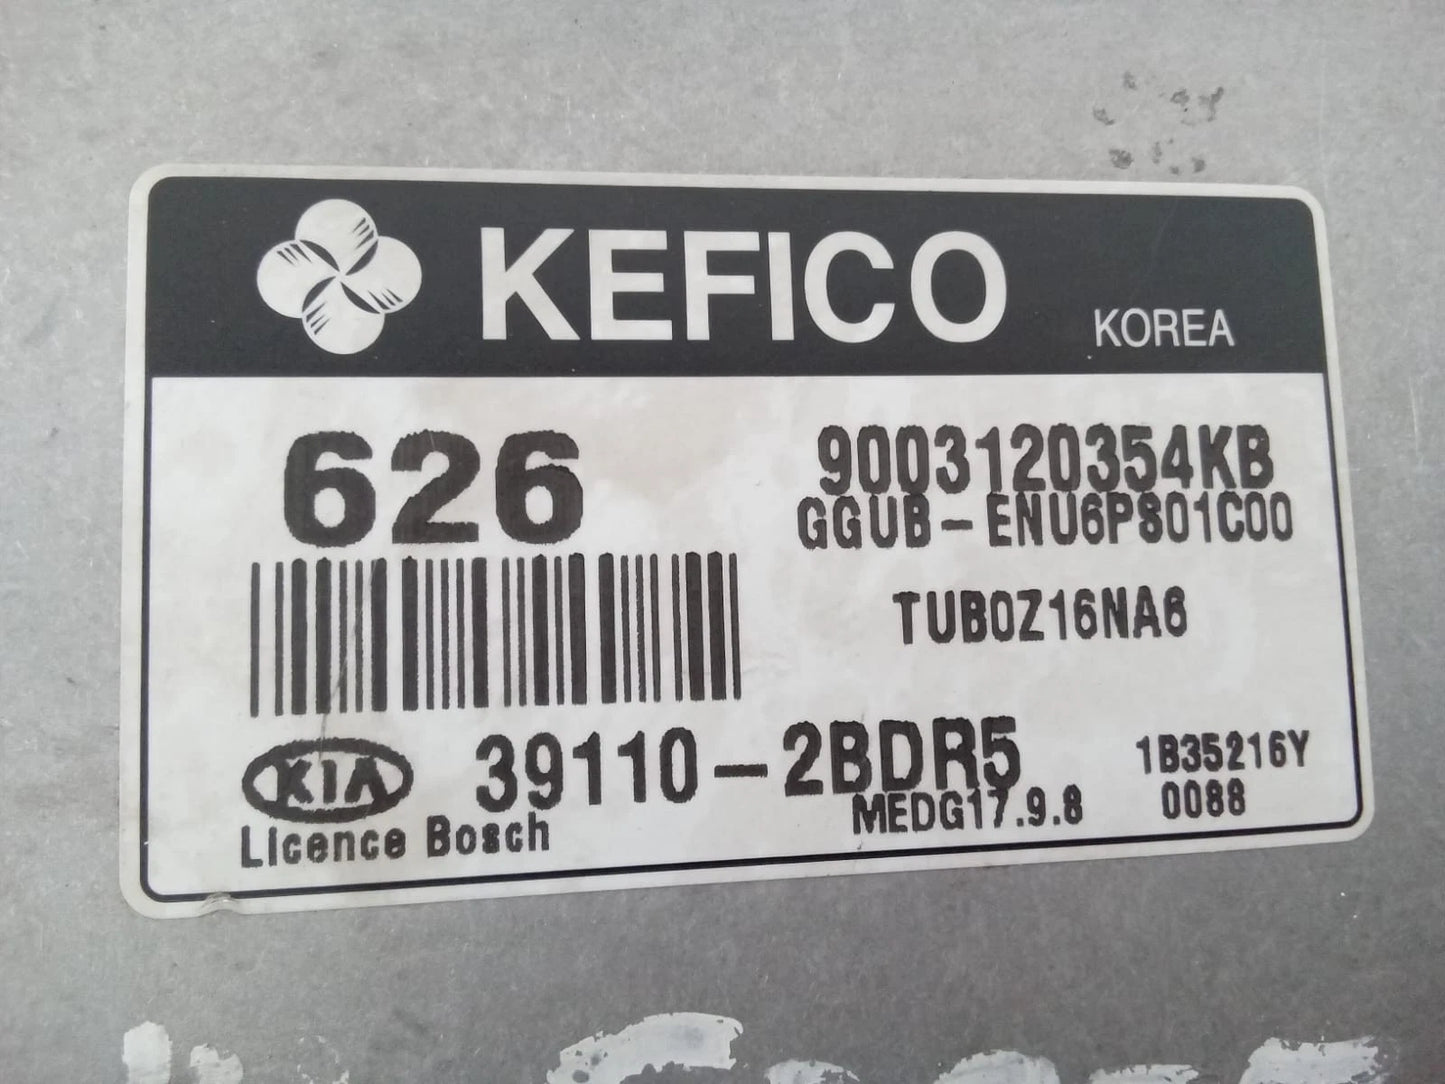 KEFICO KOREA
626
9003120354KB
GGUB-ENU6PS01C00
TUB0Z16NA6
KIA 39110-2BDR5
1B35216Y
Licence Bosch
MEDG17.9.8
0088